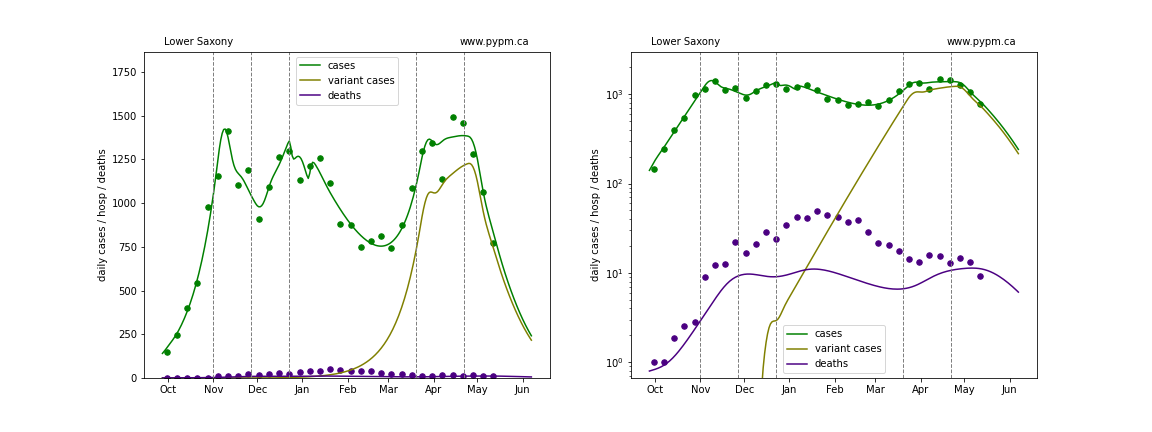 Lower Saxony
www.pypm.ca
daily cases / hosp / deaths
1750
1500
1250
1000
750
500
250
0
cases
variant cases
deaths
Oct Nov Dec Jan Feb Mar Apr May Jun
Lower Saxony
www.pypm.ca
daily cases / hosp / deaths
10³
10²
10¹
10⁰
cases
variant cases
deaths
Oct Nov Dec Jan Feb Mar Apr May Jun